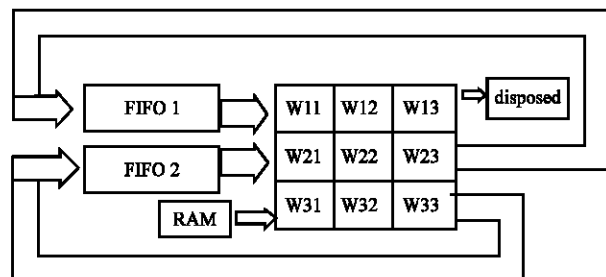 FIFO 1
W11 W12 W13
disposed
FIFO 2
W21 W22 W23
RAM
W31 W32 W33